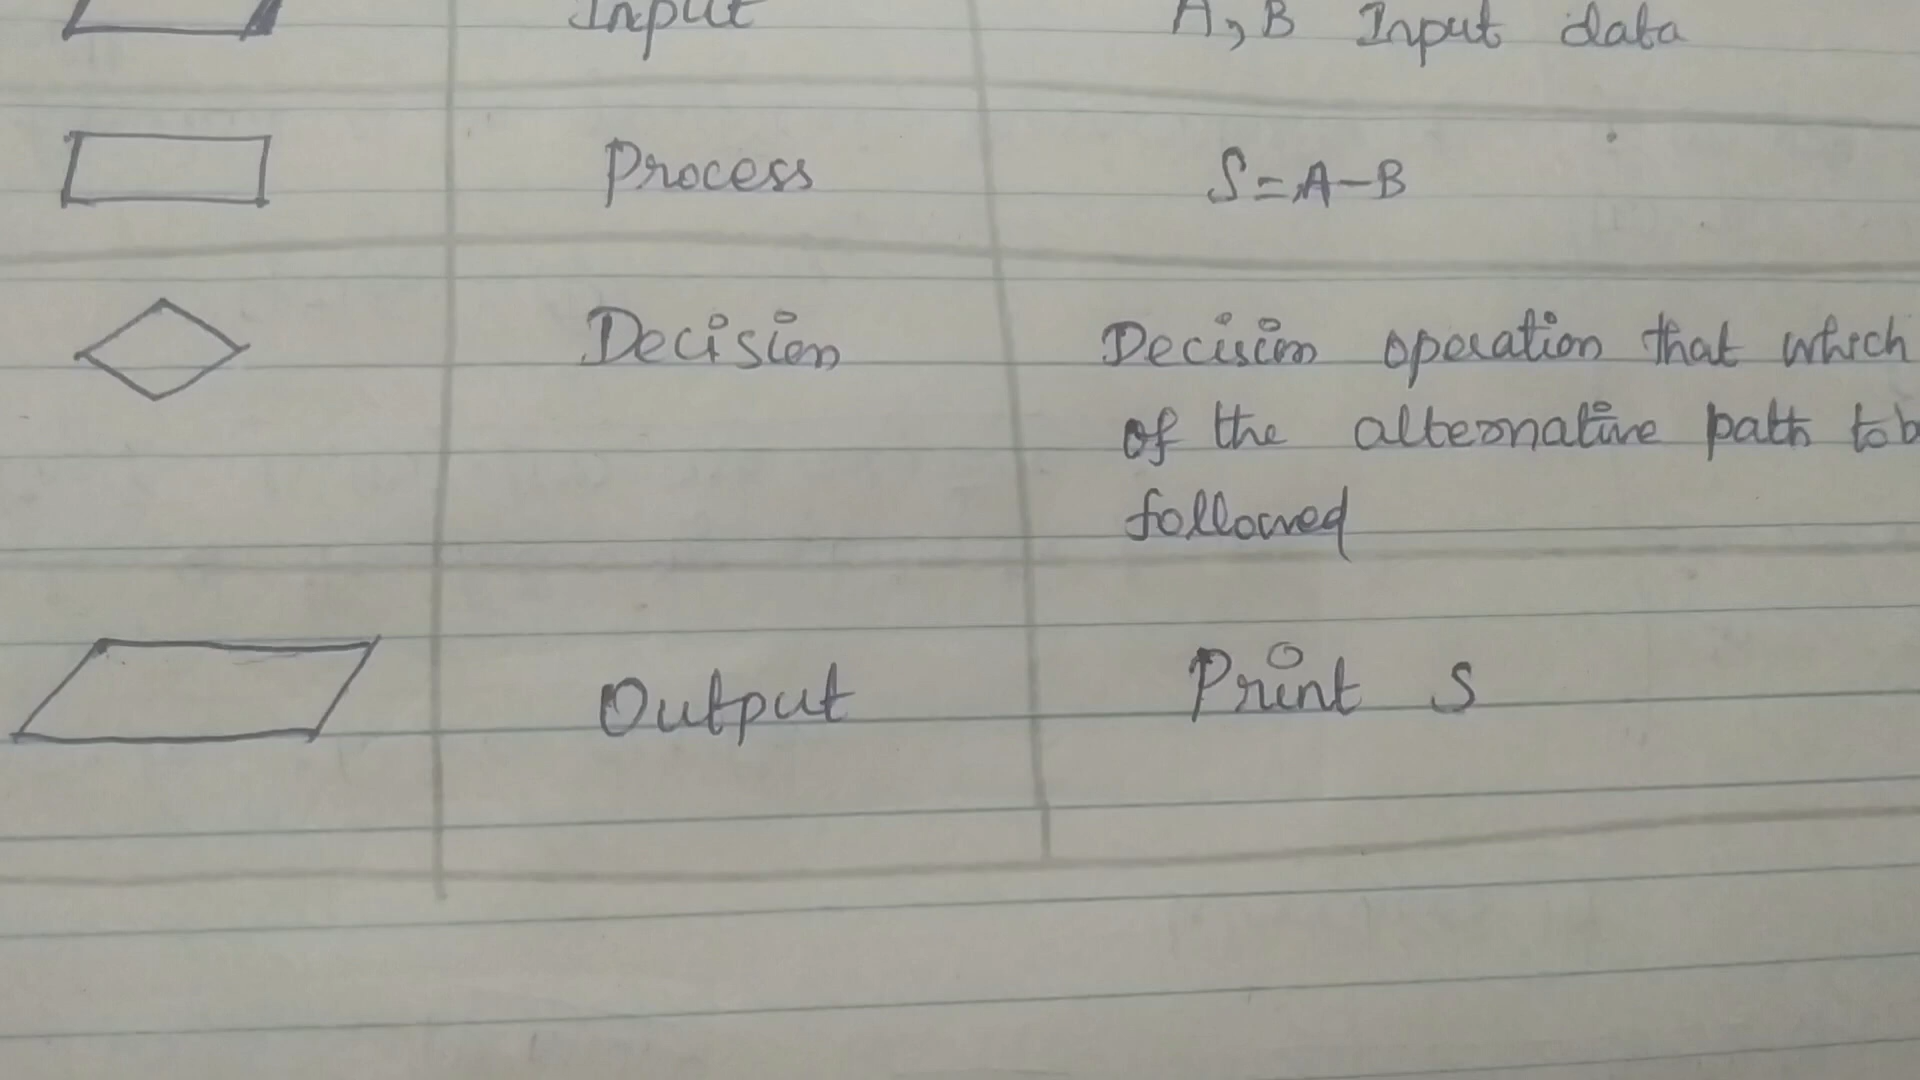 Input A, B Input data
Process S=A-B
Decision Decision operation that which
of the alternative path to b
followed
Output Print S